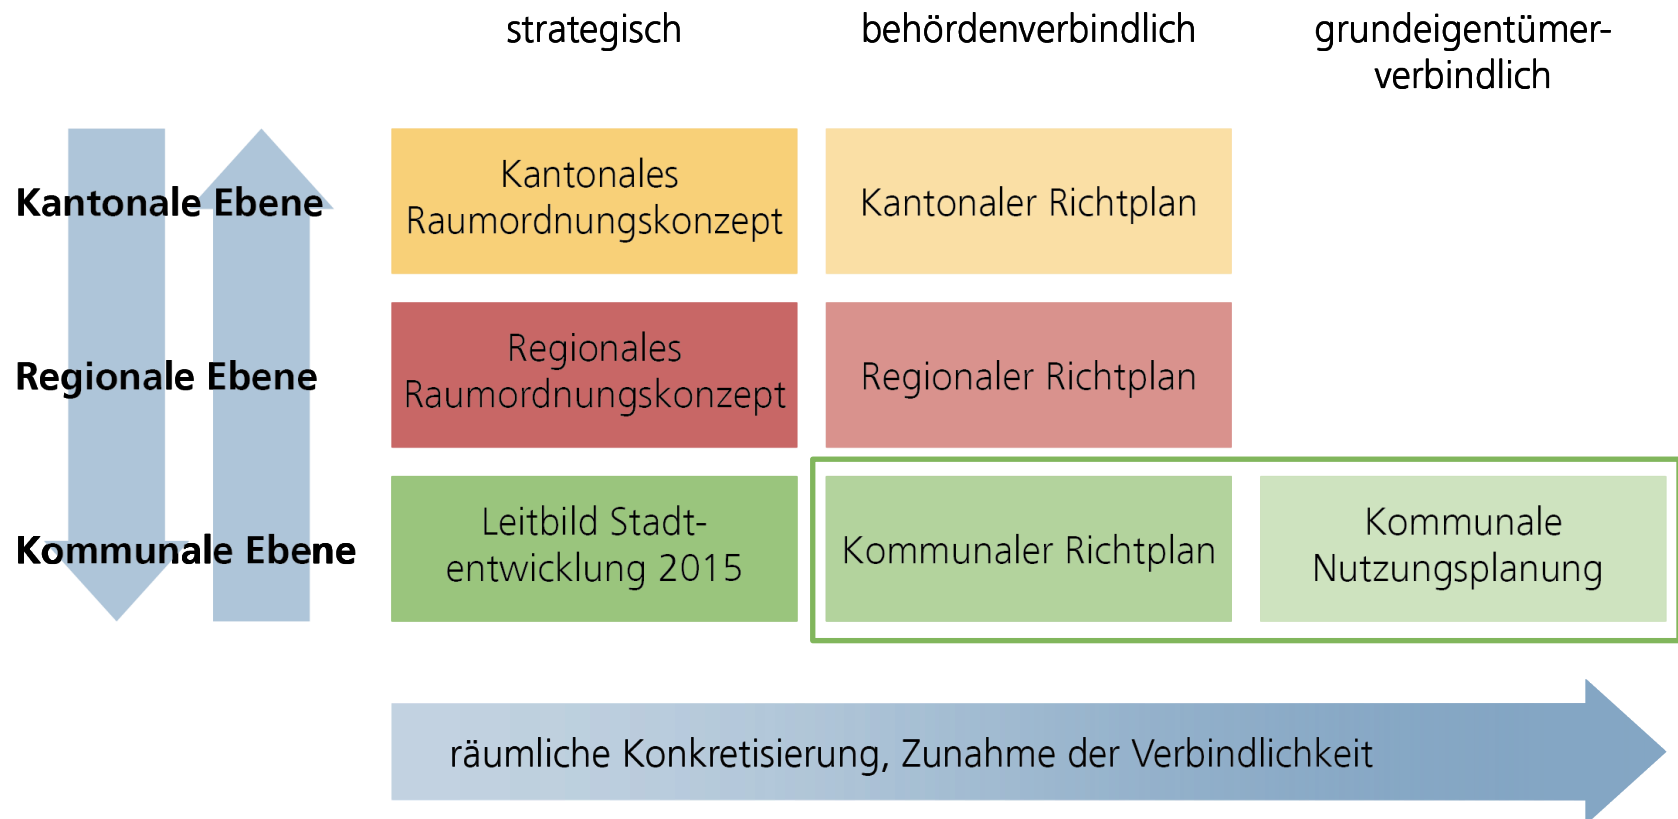 strategisch
behördenverbindlich
grundeigentümer-
verbindlich
Kantonale Ebene
Kantonales
Raumordnungskonzept
Kantonaler Richtplan
Regionale Ebene
Regionales
Raumordnungskonzept
Regionaler Richtplan
Kommunale Ebene
Leitbild Stadt-
entwicklung 2015
Kommunaler Richtplan
Kommunale
Nutzungsplanung
räumliche Konkretisierung, Zunahme der Verbindlichkeit